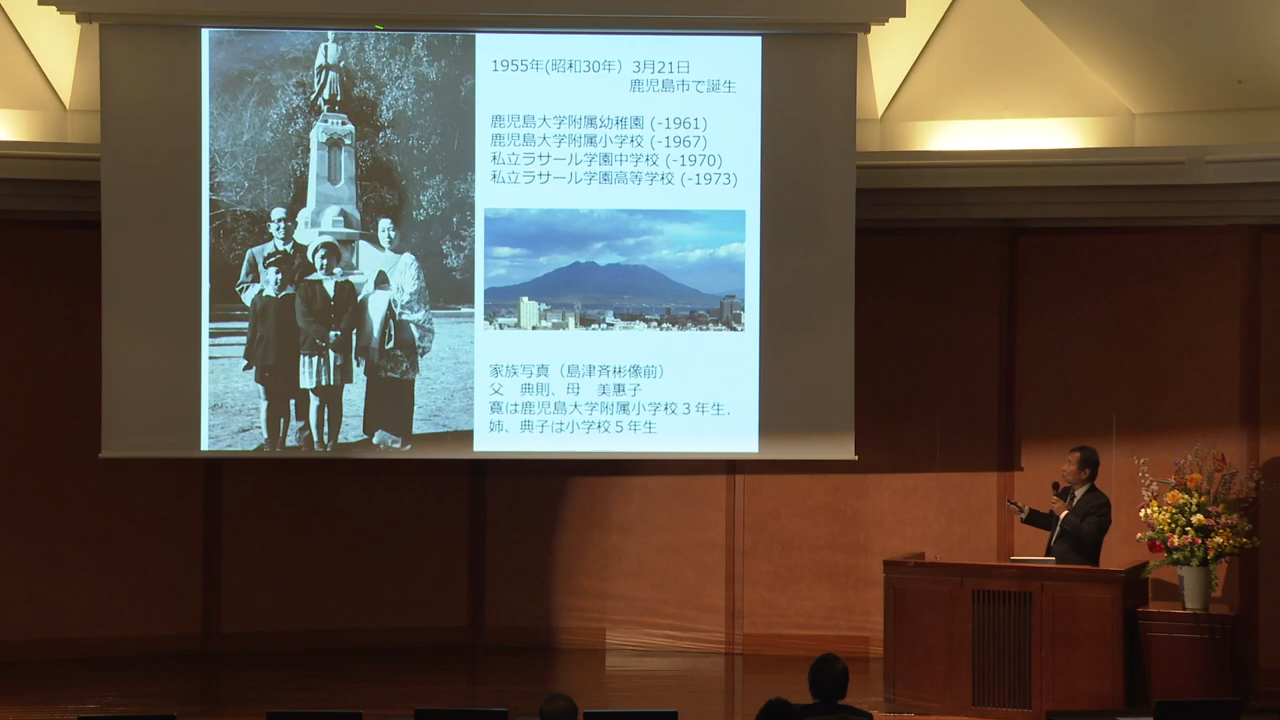 1955年(昭和30年）3月21日
鹿児島市で誕生
鹿児島大学附属幼稚園 (-1961)
鹿児島大学附属小学校 (-1967)
私立ラサール学園中学校 (-1970)
私立ラサール学園高等学校 (-1973)
家族写真（島津斉彬像前）
父　典則、母　美惠子
寛は鹿児島大学附属小学校３年生,
姉、典子は小学校５年生